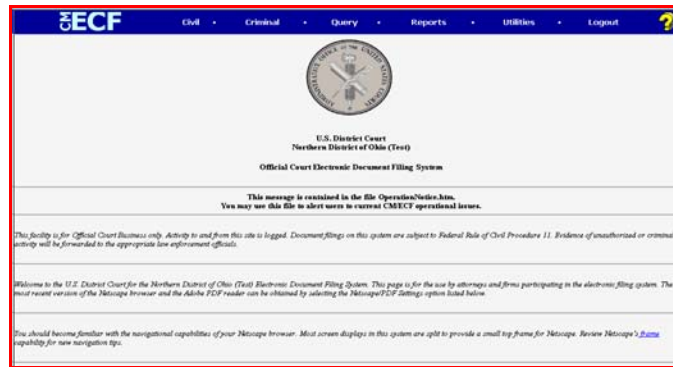 CM ECF Civil • Criminal • Query • Reports • Utilities • Logout ?
ADMINISTRATIVE OFFICE OF THE UNITED STATES COURTS
U.S. District Court
Northern District of Ohio (Test)
Official Court Electronic Document Filing System
This message is contained in the file OperationNotice.htm.
You may use this file to alert users to current CM/ECF operational issues.
This facility is for Official Court Business only. Activity to and from this site is logged. Document filings on this system are subject to Federal Rule of Civil Procedure 11. Evidence of unauthorized or criminal
activity will be forwarded to the appropriate law enforcement officials.
Welcome to the U.S. District Court for the Northern District of Ohio (Test) Electronic Document Filing System. This page is for the use by attorneys and firms participating in the electronic filing system. The
most recent version of the Netscape browser and the Adobe PDF reader can be obtained by selecting the Netscape/PDF Settings option listed below.
You should become familiar with the navigational capabilities of your Netscape browser. Most screen displays in this system are split to provide a small top frame for Netscape. Review Netscape's frame
capability for new navigation tips.